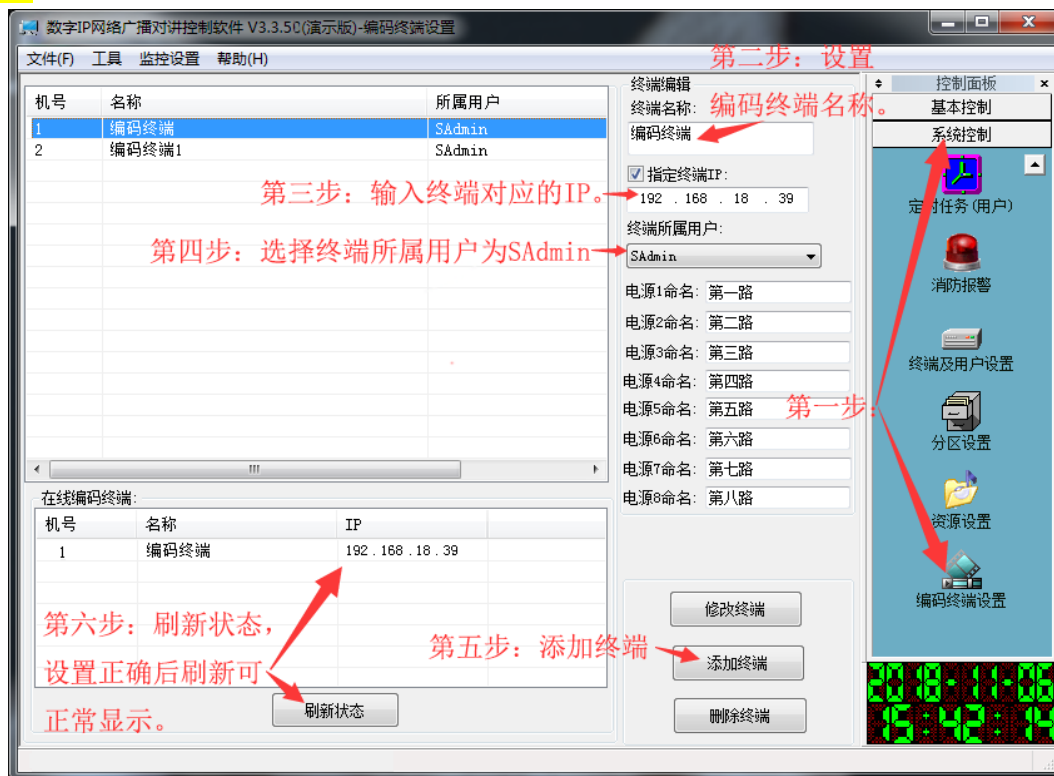 数字IP网络广播对讲控制软件 V3.3.50(演示版)-编码终端设置
文件(F) 工具 监控设置 帮助(H)
第二步：设置
编码终端名称。
机号 名称 所属用户
1 编码终端 SAdmin
2 编码终端1 SAdmin
第三步：输入终端对应的IP。
第四步：选择终端所属用户为SAdmin
终端编辑
终端名称:
编码终端
指定终端IP:
192 . 168 . 18 . 39
终端所属用户:
SAdmin
电源1命名: 第一路
电源2命名: 第二路
电源3命名: 第三路
电源4命名: 第四路
电源5命名: 第五路
电源6命名: 第六路
电源7命名: 第七路
电源8命名: 第八路
第一步：
控制面板
基本控制
系统控制
定时任务(用户)
消防报警
终端及用户设置
分区设置
资源设置
编码终端设置
在线编码终端:
机号 名称 IP
1 编码终端 192.168.18.39
第六步：刷新状态，
设置正确后刷新可
正常显示。
刷新状态
第五步：添加终端
修改终端
添加终端
删除终端
2018-11-06
15:42:14